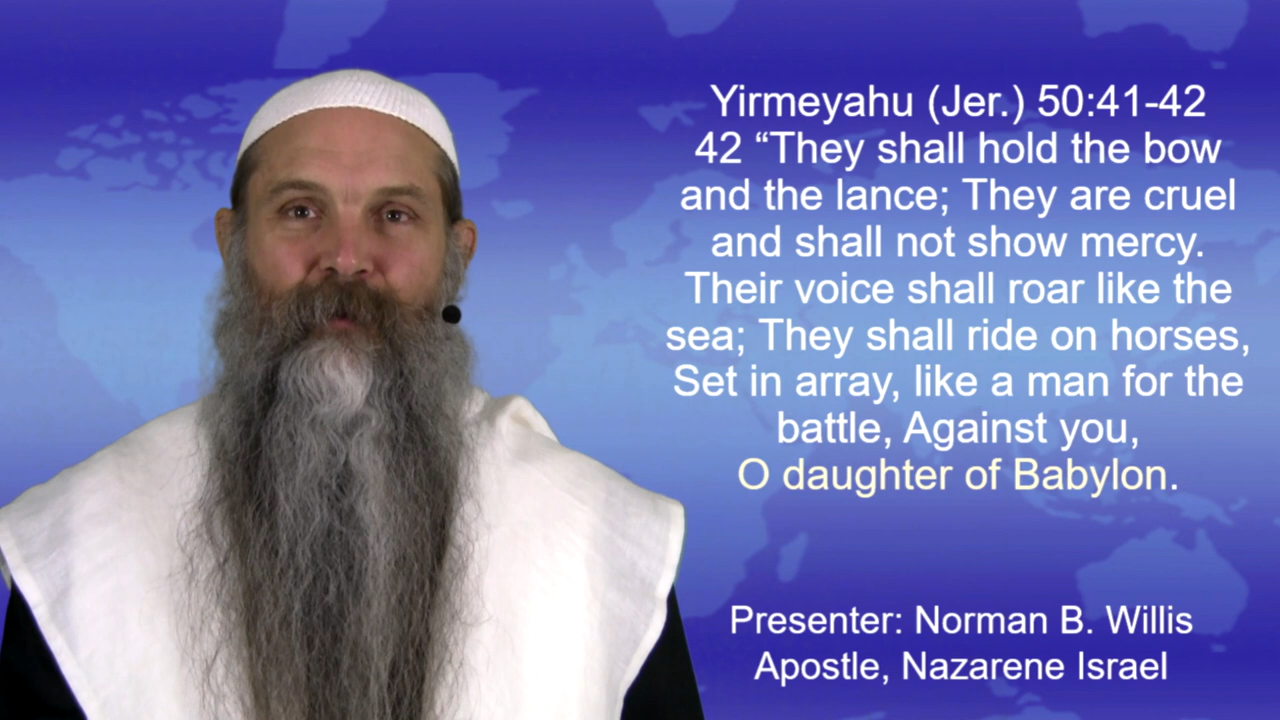 Yirmeyahu (Jer.) 50:41-42
42 “They shall hold the bow
and the lance; They are cruel
and shall not show mercy.
Their voice shall roar like the
sea; They shall ride on horses,
Set in array, like a man for the
battle, Against you,
O daughter of Babylon.
Presenter: Norman B. Willis
Apostle, Nazarene Israel